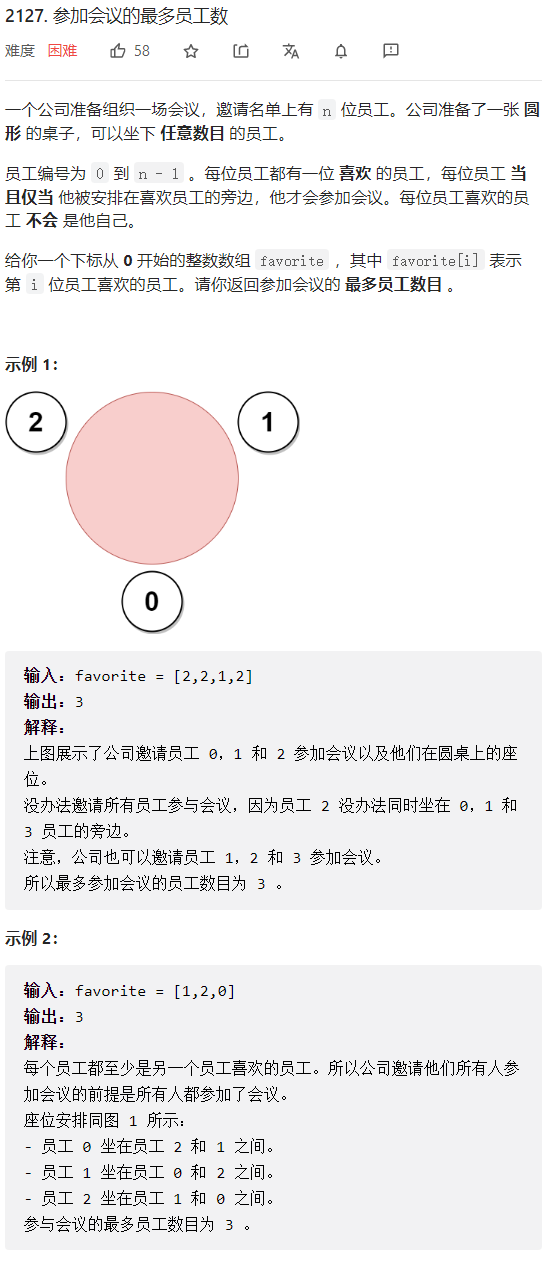 2127. 参加会议的最多员工数
难度 困难 58
一个公司准备组织一场会议，邀请名单上有 n 位员工。公司准备了一张 圆
形 的桌子，可以坐下 任意数目 的员工。
员工编号为 0 到 n - 1 。每位员工都有一位 喜欢 的员工，每位员工 当
且仅当 他被安排在喜欢员工的旁边，他才会参加会议。每位员工喜欢的员
工 不会 是他自己。
给你一个下标从 0 开始的整数数组 favorite ，其中 favorite[i] 表示
第 i 位员工喜欢的员工。请你返回参加会议的 最多员工数目 。
示例 1：
2 1
0
输入：favorite = [2,2,1,2]
输出：3
解释：
上图展示了公司邀请员工 0，1 和 2 参加会议以及他们在圆桌上的座
位。
没办法邀请所有员工参与会议，因为员工 2 没办法同时坐在 0，1 和
3 员工的旁边。
注意，公司也可以邀请员工 1，2 和 3 参加会议。
所以最多参加会议的员工数目为 3 。
示例 2：
输入：favorite = [1,2,0]
输出：3
解释：
每个员工都至少是另一个员工喜欢的员工。所以公司邀请他们所有人参
加会议的前提是所有人都参加了会议。
座位安排同图 1 所示：
- 员工 0 坐在员工 2 和 1 之间。
- 员工 1 坐在员工 0 和 2 之间。
- 员工 2 坐在员工 1 和 0 之间。
参与会议的最多员工数目为 3 。